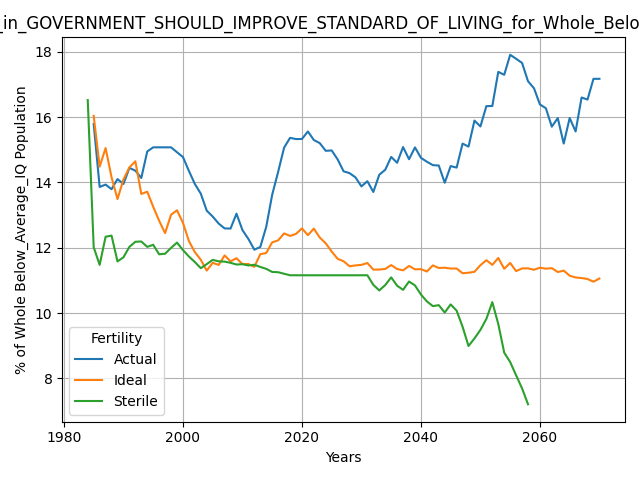 _in_GOVERNMENT_SHOULD_IMPROVE_STANDARD_OF_LIVING_for_Whole_Belo
18
16
14
12
10
8
% of Whole Below_Average_IQ Population
Fertility
Actual
Ideal
Sterile
1980
2000
2020
2040
2060
Years